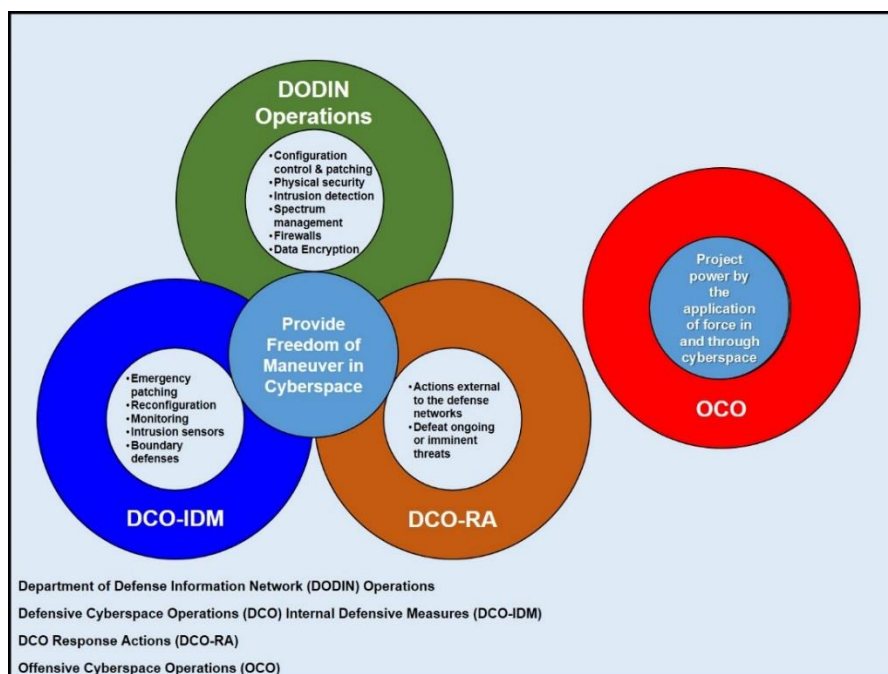 DODIN
Operations
•Configuration
control & patching
•Physical security
•Intrusion detection
•Spectrum
management
•Firewalls
•Data Encryption
Provide
Freedom of
Maneuver in
Cyberspace
•Emergency
patching
•Reconfiguration
•Monitoring
•Intrusion sensors
•Boundary
defenses
DCO-IDM
•Actions external
to the defense
networks
•Defeat ongoing
or imminent
threats
DCO-RA
Project
power by
the
application
of force in
and through
cyberspace
OCO
Department of Defense Information Network (DODIN) Operations
Defensive Cyberspace Operations (DCO) Internal Defensive Measures (DCO-IDM)
DCO Response Actions (DCO-RA)
Offensive Cyberspace Operations (OCO)